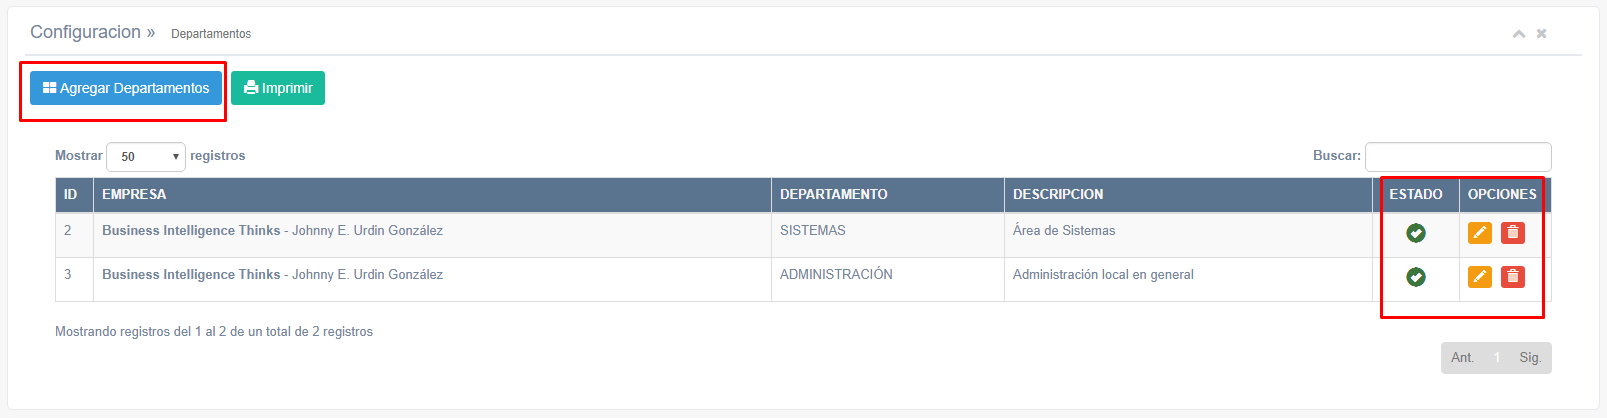 Configuracion » Departamentos
Agregar Departamentos Imprimir
Mostrar 50 registros Buscar:
ID EMPRESA DEPARTAMENTO DESCRIPCION ESTADO OPCIONES
2 Business Intelligence Thinks - Johnny E. Urdin González SISTEMAS Área de Sistemas
3 Business Intelligence Thinks - Johnny E. Urdin González ADMINISTRACIÓN Administración local en general
Mostrando registros del 1 al 2 de un total de 2 registros
Ant. 1 Sig.